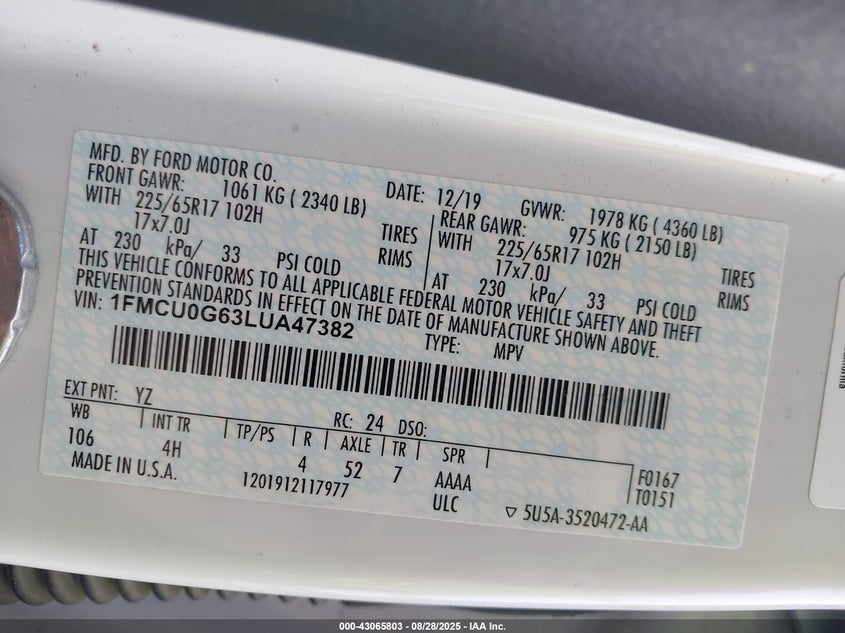 MFD. BY FORD MOTOR CO.
DATE: 12/19 GVWR: 1978 KG ( 4360 LB)
FRONT GAWR: 1061 KG ( 2340 LB) REAR GAWR: 975 KG ( 2150 LB)
WITH 225/65R17 102H TIRES WITH 225/65R17 102H TIRES
17x7.0J RIMS 17x7.0J RIMS
AT 230 kPa/ 33 PSI COLD AT 230 kPa/ 33 PSI COLD
THIS VEHICLE CONFORMS TO ALL APPLICABLE FEDERAL MOTOR VEHICLE SAFETY AND THEFT
PREVENTION STANDARDS IN EFFECT ON THE DATE OF MANUFACTURE SHOWN ABOVE.
VIN: 1FMCU0G63LUA47382 TYPE: MPV
EXT PNT: YZ RC: 24 DSO:
WB INT TR TP/PS R AXLE TR SPR
106 4H 4 52 7 AAAA F0167
MADE IN U.S.A. 1201912117977 ULC T0151
▽ 5U5A-3520472-AA
000-43065803 / 08/28/2025 - IAA Inc.